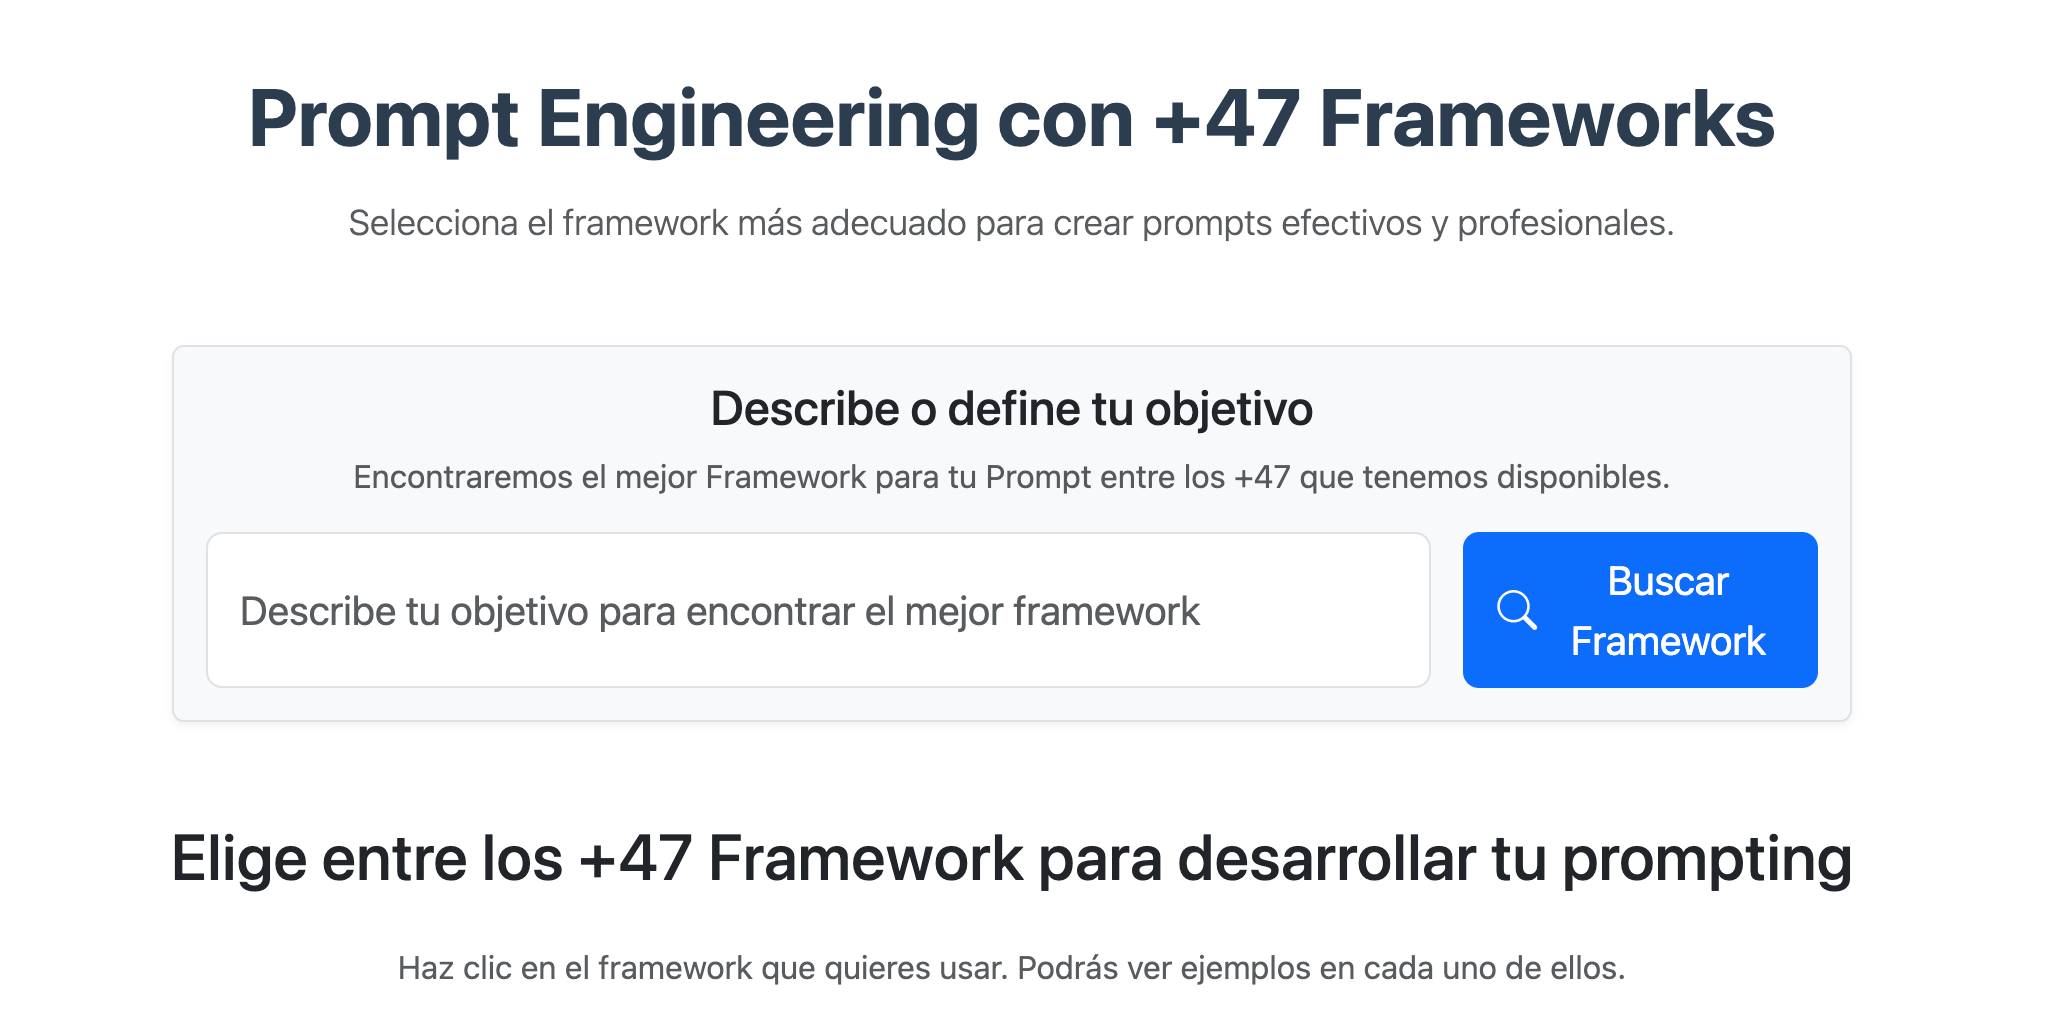 Prompt Engineering con +47 Frameworks
Selecciona el framework más adecuado para crear prompts efectivos y profesionales.
Describe o define tu objetivo
Encontraremos el mejor Framework para tu Prompt entre los +47 que tenemos disponibles.
Describe tu objetivo para encontrar el mejor framework
Buscar
Framework
Elige entre los +47 Framework para desarrollar tu prompting
Haz clic en el framework que quieres usar. Podrás ver ejemplos en cada uno de ellos.